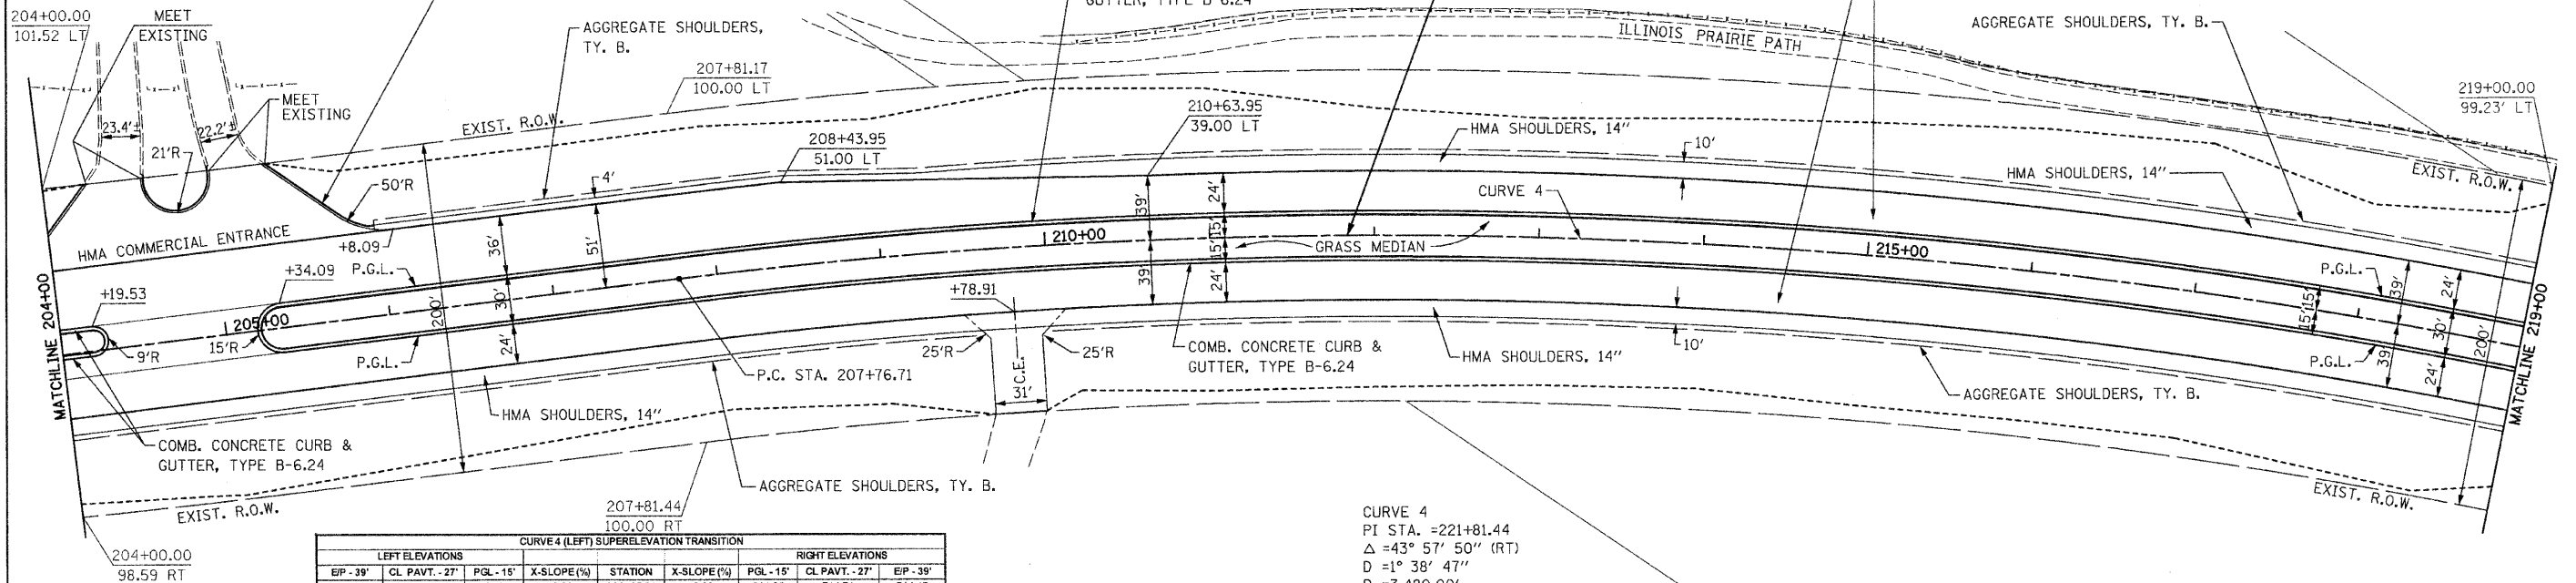 204+00.00
101.52 LT
MEET
EXISTING
AGGREGATE SHOULDERS,
TY. B.
207+81.17
100.00 LT
GUTTER, TYPE B-6.24
ILLINOIS PRAIRIE PATH
AGGREGATE SHOULDERS, TY. B.
219+00.00
99.23' LT
MEET
EXISTING
23.4'±
22.2'±
21'R
EXIST. R.O.W.
208+43.95
51.00 LT
210+63.95
39.00 LT
HMA SHOULDERS, 14"
10'
HMA SHOULDERS, 14"
EXIST. R.O.W.
50'R
4'
CURVE 4
39'
24'
HMA COMMERCIAL ENTRANCE
+8.09
36'
51'
210+00
15'
15'
GRASS MEDIAN
215+00
P.G.L.
39'
24'
MATCHLINE 204+00
+19.53
+34.09
P.G.L.
200'
30'
39'
24'
+78.91
15'
15'
30'
200'
MATCHLINE 219+00
205+00
9'R
15'R
P.G.L.
24'
P.C. STA. 207+76.71
25'R
C.E.
25'R
31'
COMB. CONCRETE CURB &
GUTTER, TYPE B-6.24
HMA SHOULDERS, 14"
10'
P.G.L.
39'
24'
AGGREGATE SHOULDERS, TY. B.
HMA SHOULDERS, 14"
COMB. CONCRETE CURB &
GUTTER, TYPE B-6.24
AGGREGATE SHOULDERS, TY. B.
EXIST. R.O.W.
EXIST. R.O.W.
207+81.44
100.00 RT
204+00.00
98.59 RT
CURVE 4 (LEFT) SUPERELEVATION TRANSITION
LEFT ELEVATIONS RIGHT ELEVATIONS
E/P - 39' CL PAVT. - 27' PGL - 15' X-SLOPE (%) STATION X-SLOPE (%) PGL - 15' CL PAVT. - 27' E/P - 39'
CURVE 4
PI STA. =221+81.44
Δ =43° 57' 50" (RT)
D =1° 38' 47"